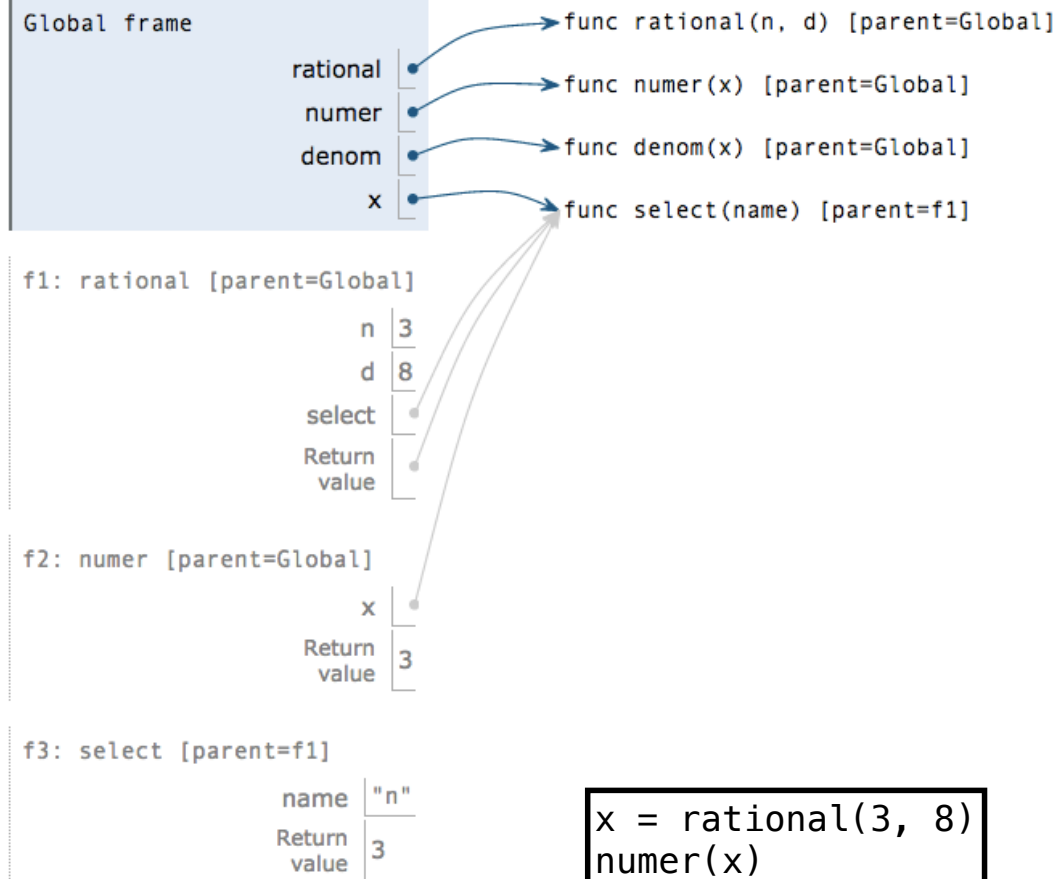 Global frame
func rational(n, d) [parent=Global]
rational
func numer(x) [parent=Global]
numer
func denom(x) [parent=Global]
denom
x
func select(name) [parent=f1]
f1: rational [parent=Global]
n 3
d 8
select
Return
value
f2: numer [parent=Global]
x
Return
value 3
f3: select [parent=f1]
name "n"
Return
value 3
x = rational(3, 8)
numer(x)